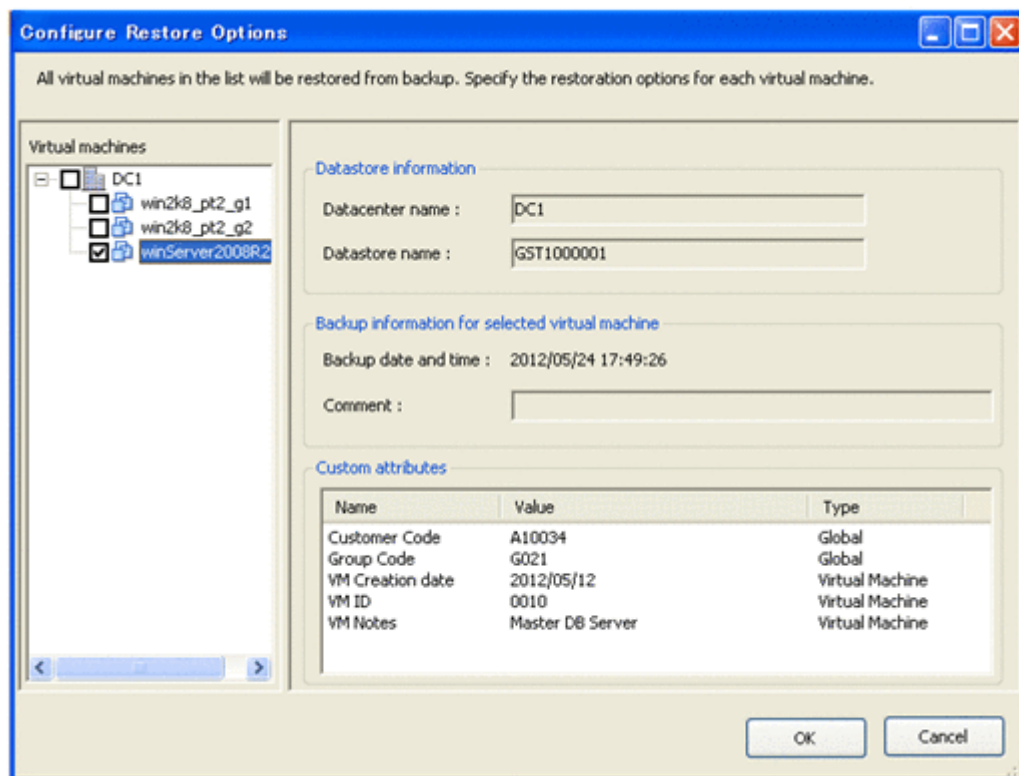 Configure Restore Options
All virtual machines in the list will be restored from backup. Specify the restoration options for each virtual machine.
Virtual machines
DC1
win2k8_pt2_g1
win2k8_pt2_g2
winServer2008R2
Datastore information
Datacenter name : DC1
Datastore name : GST1000001
Backup information for selected virtual machine
Backup date and time : 2012/05/24 17:49:26
Comment :
Custom attributes
Name Value Type
Customer Code A10034 Global
Group Code G021 Global
VM Creation date 2012/05/12 Virtual Machine
VM ID 0010 Virtual Machine
VM Notes Master DB Server Virtual Machine
OK Cancel